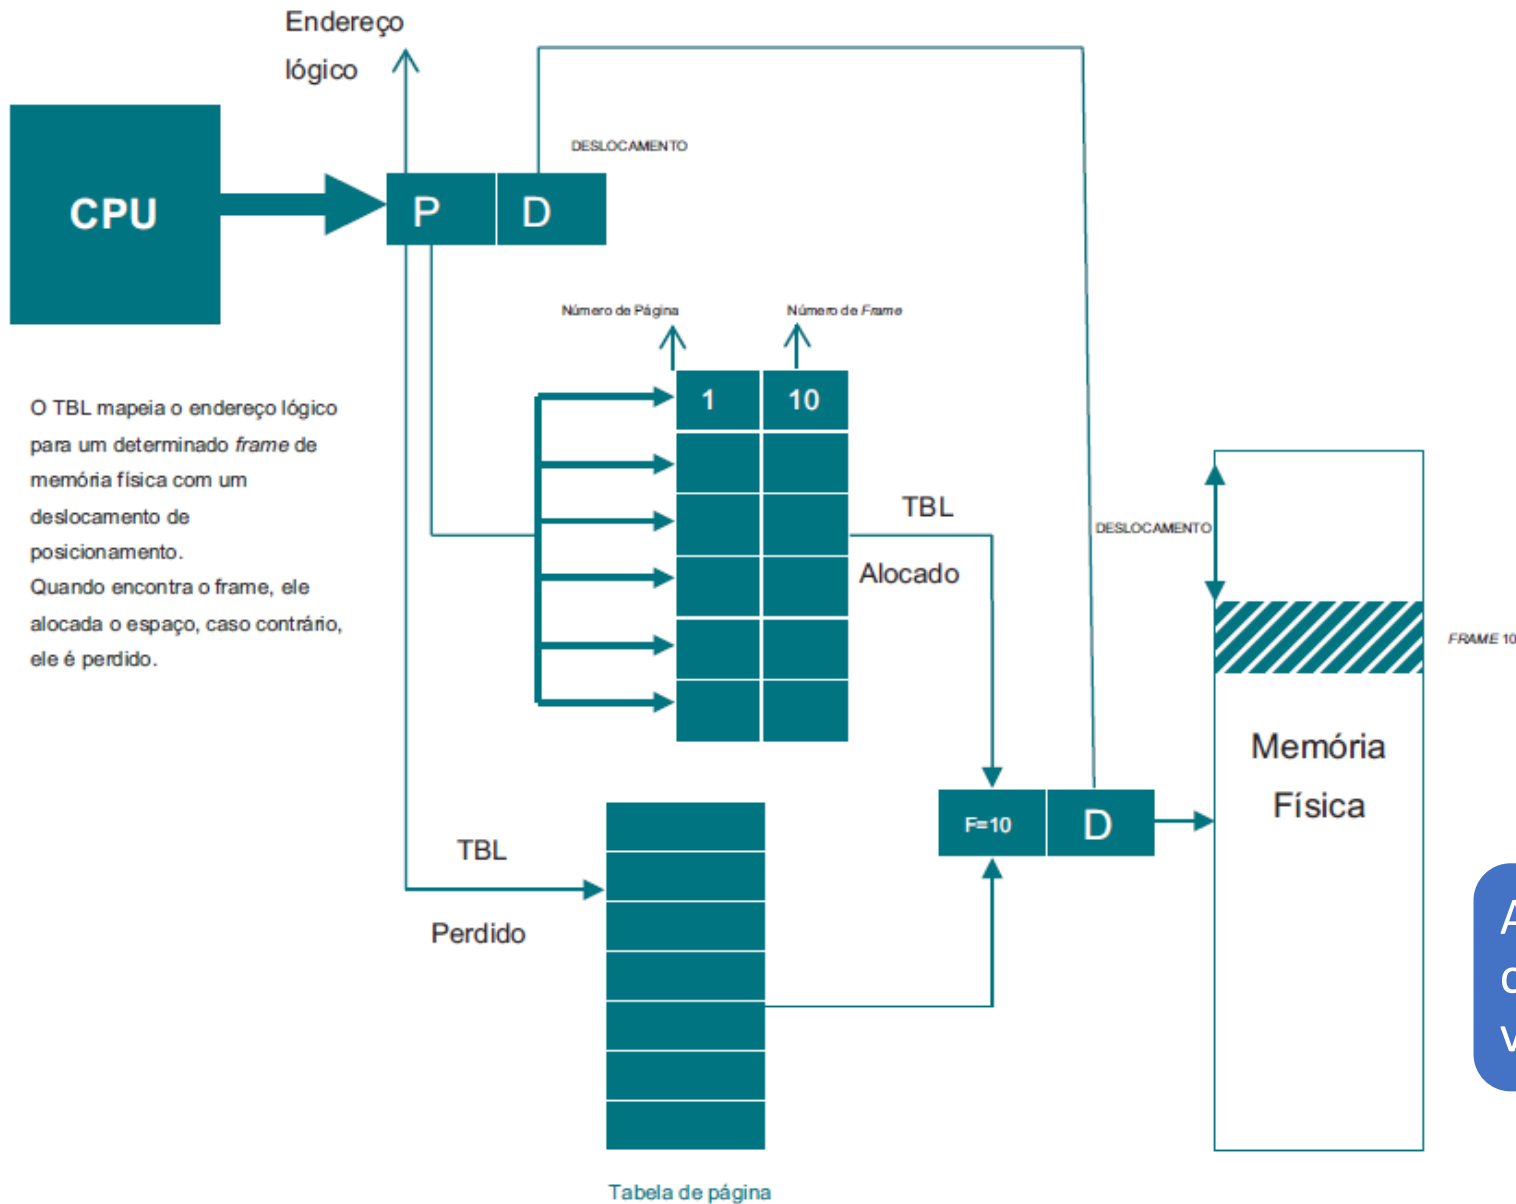 Endereço
lógico
DESLOCAMENTO
CPU
P
D
Número de Página
Número de Frame
1
10
O TBL mapeia o endereço lógico
para um determinado frame de
memória física com um
deslocamento de
posicionamento.
Quando encontra o frame, ele
alocada o espaço, caso contrário,
ele é perdido.
TBL
Alocado
DESLOCAMENTO
FRAME 10
Memória
Física
F=10
D
TBL
Perdido
Tabela de página